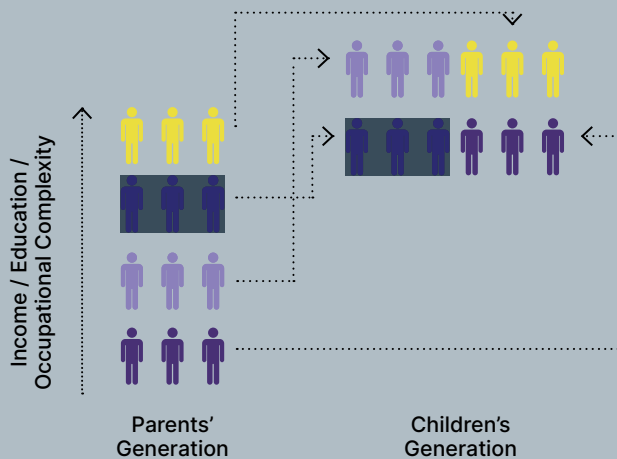 Income / Education /
Occupational Complexity
Parents’
Generation
Children’s
Generation